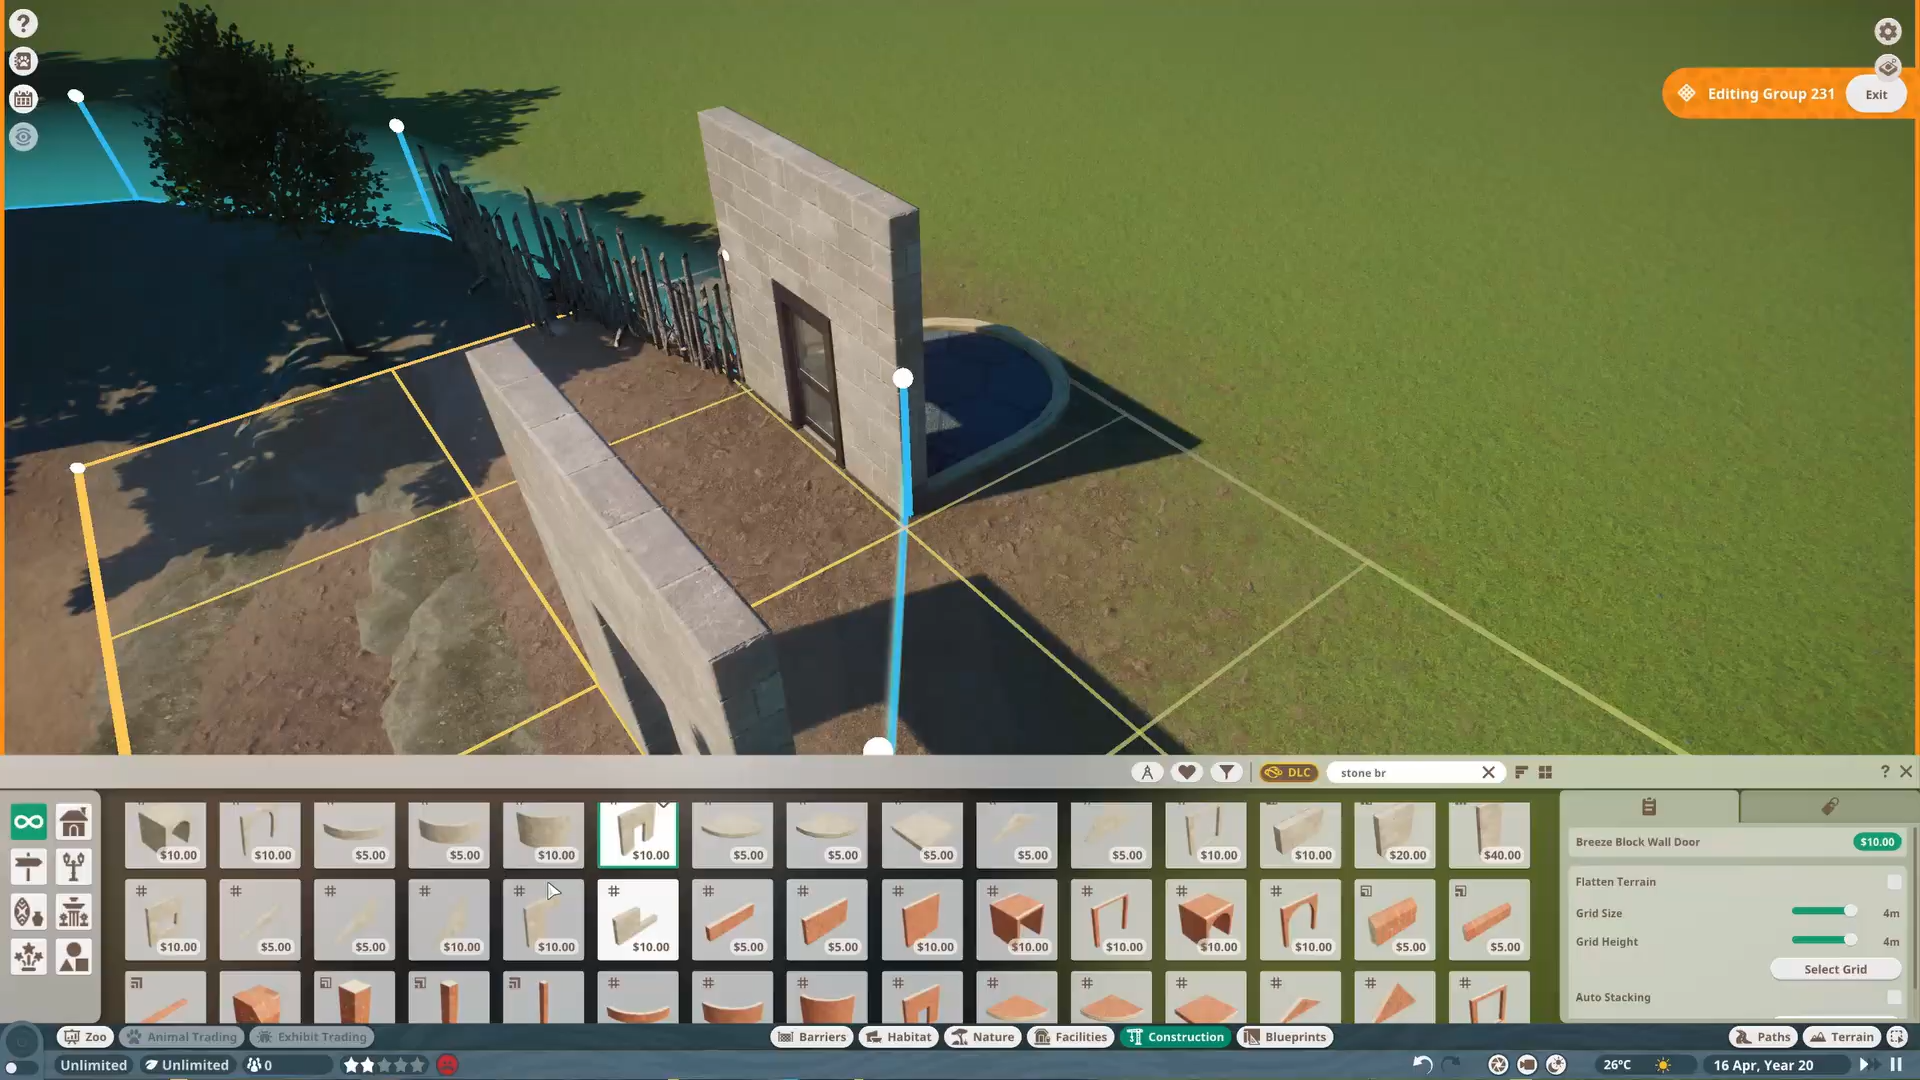 ?
Editing Group 231
Exit
DLC
stone br
?
$10.00 $10.00 $5.00 $5.00 $10.00 $10.00 $5.00 $5.00 $5.00 $5.00 $5.00 $10.00 $10.00 $20.00 $40.00
$10.00 $5.00 $5.00 $10.00 $10.00 $10.00 $5.00 $5.00 $10.00 $10.00 $10.00 $10.00 $10.00 $5.00 $5.00
Breeze Block Wall Door $10.00
Flatten Terrain
Grid Size 4m
Grid Height 4m
Select Grid
Auto Stacking
Zoo Animal Trading Exhibit Trading Barriers Habitat Nature Facilities Construction Blueprints Paths Terrain
Unlimited Unlimited 0 26°C 16 Apr, Year 20